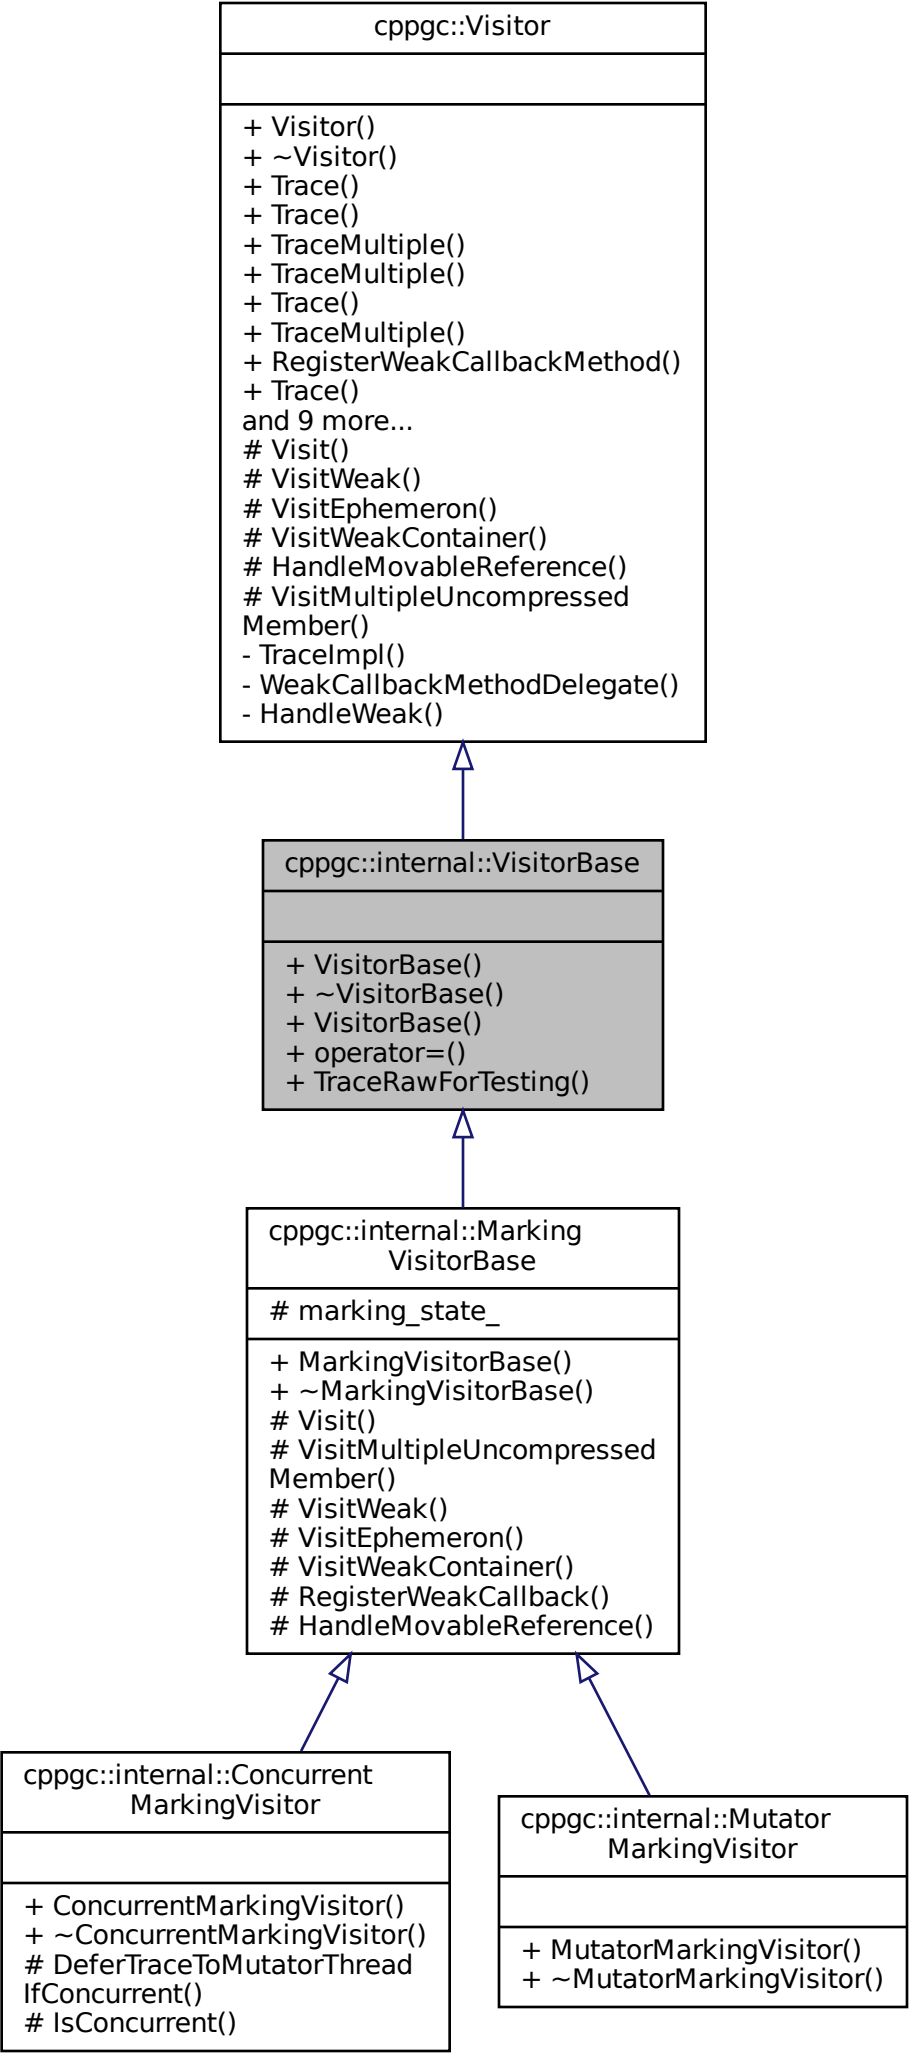 cppgc::Visitor
+ Visitor()
+ ~Visitor()
+ Trace()
+ Trace()
+ TraceMultiple()
+ TraceMultiple()
+ Trace()
+ TraceMultiple()
+ RegisterWeakCallbackMethod()
+ Trace()
and 9 more...
# Visit()
# VisitWeak()
# VisitEphemeron()
# VisitWeakContainer()
# HandleMovableReference()
# VisitMultipleUncompressed
Member()
- TraceImpl()
- WeakCallbackMethodDelegate()
- HandleWeak()
cppgc::internal::VisitorBase
+ VisitorBase()
+ ~VisitorBase()
+ VisitorBase()
+ operator=()
+ TraceRawForTesting()
cppgc::internal::Marking
VisitorBase
# marking_state_
+ MarkingVisitorBase()
+ ~MarkingVisitorBase()
# Visit()
# VisitMultipleUncompressed
Member()
# VisitWeak()
# VisitEphemeron()
# VisitWeakContainer()
# RegisterWeakCallback()
# HandleMovableReference()
cppgc::internal::Concurrent
MarkingVisitor
+ ConcurrentMarkingVisitor()
+ ~ConcurrentMarkingVisitor()
# DeferTraceToMutatorThread
IfConcurrent()
# IsConcurrent()
cppgc::internal::Mutator
MarkingVisitor
+ MutatorMarkingVisitor()
+ ~MutatorMarkingVisitor()